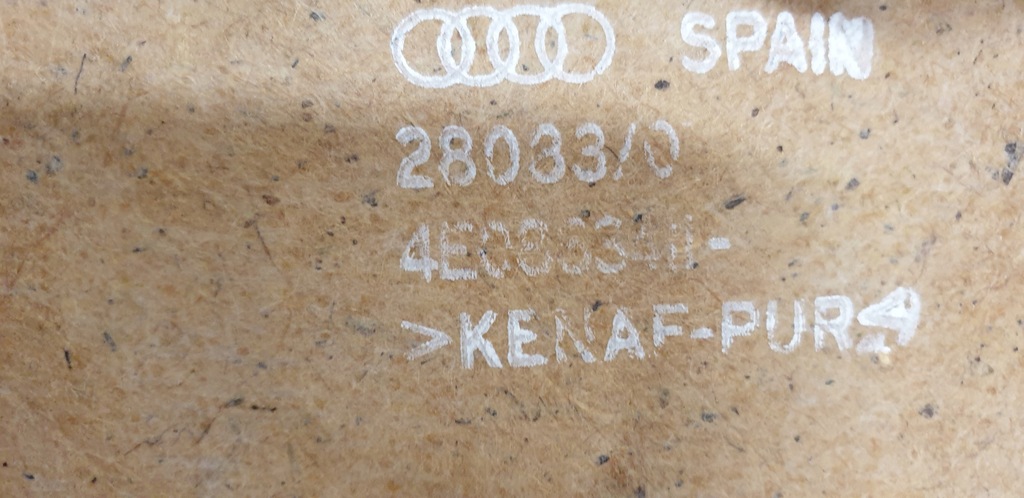 SPAIN
28033/0
>KENAF-PUR<